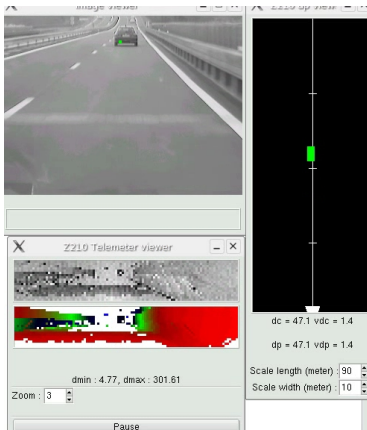 Image viewer
Z210 Telemeter viewer
dmin : 4.77, dmax : 301.61
Zoom : 3
Pause
dc = 47.1 vdc = 1.4
dp = 47.1 vdp = 1.4
Scale length (meter) : 90
Scale width (meter) : 10